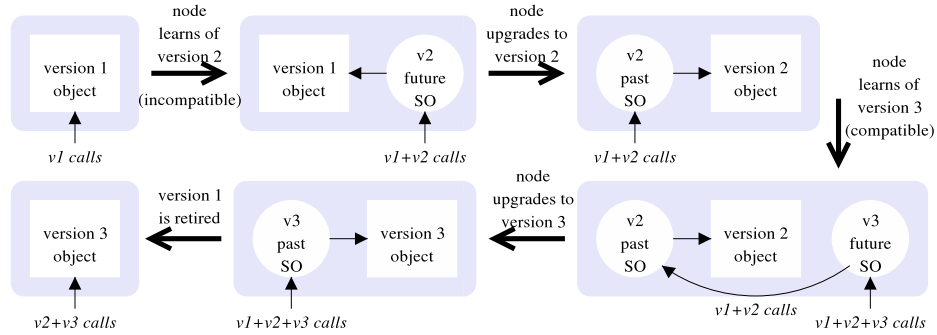 version 1
object
v1 calls
node
learns of
version 2
(incompatible)
version 1
object
v2
future
SO
v1+v2 calls
node
upgrades to
version 2
v2
past
SO
version 2
object
v1+v2 calls
node
learns of
version 3
(compatible)
v2
past
SO
version 2
object
v3
future
SO
v1+v2 calls
v1+v2+v3 calls
node
upgrades to
version 3
v3
past
SO
version 3
object
v1+v2+v3 calls
version 1
is retired
version 3
object
v2+v3 calls